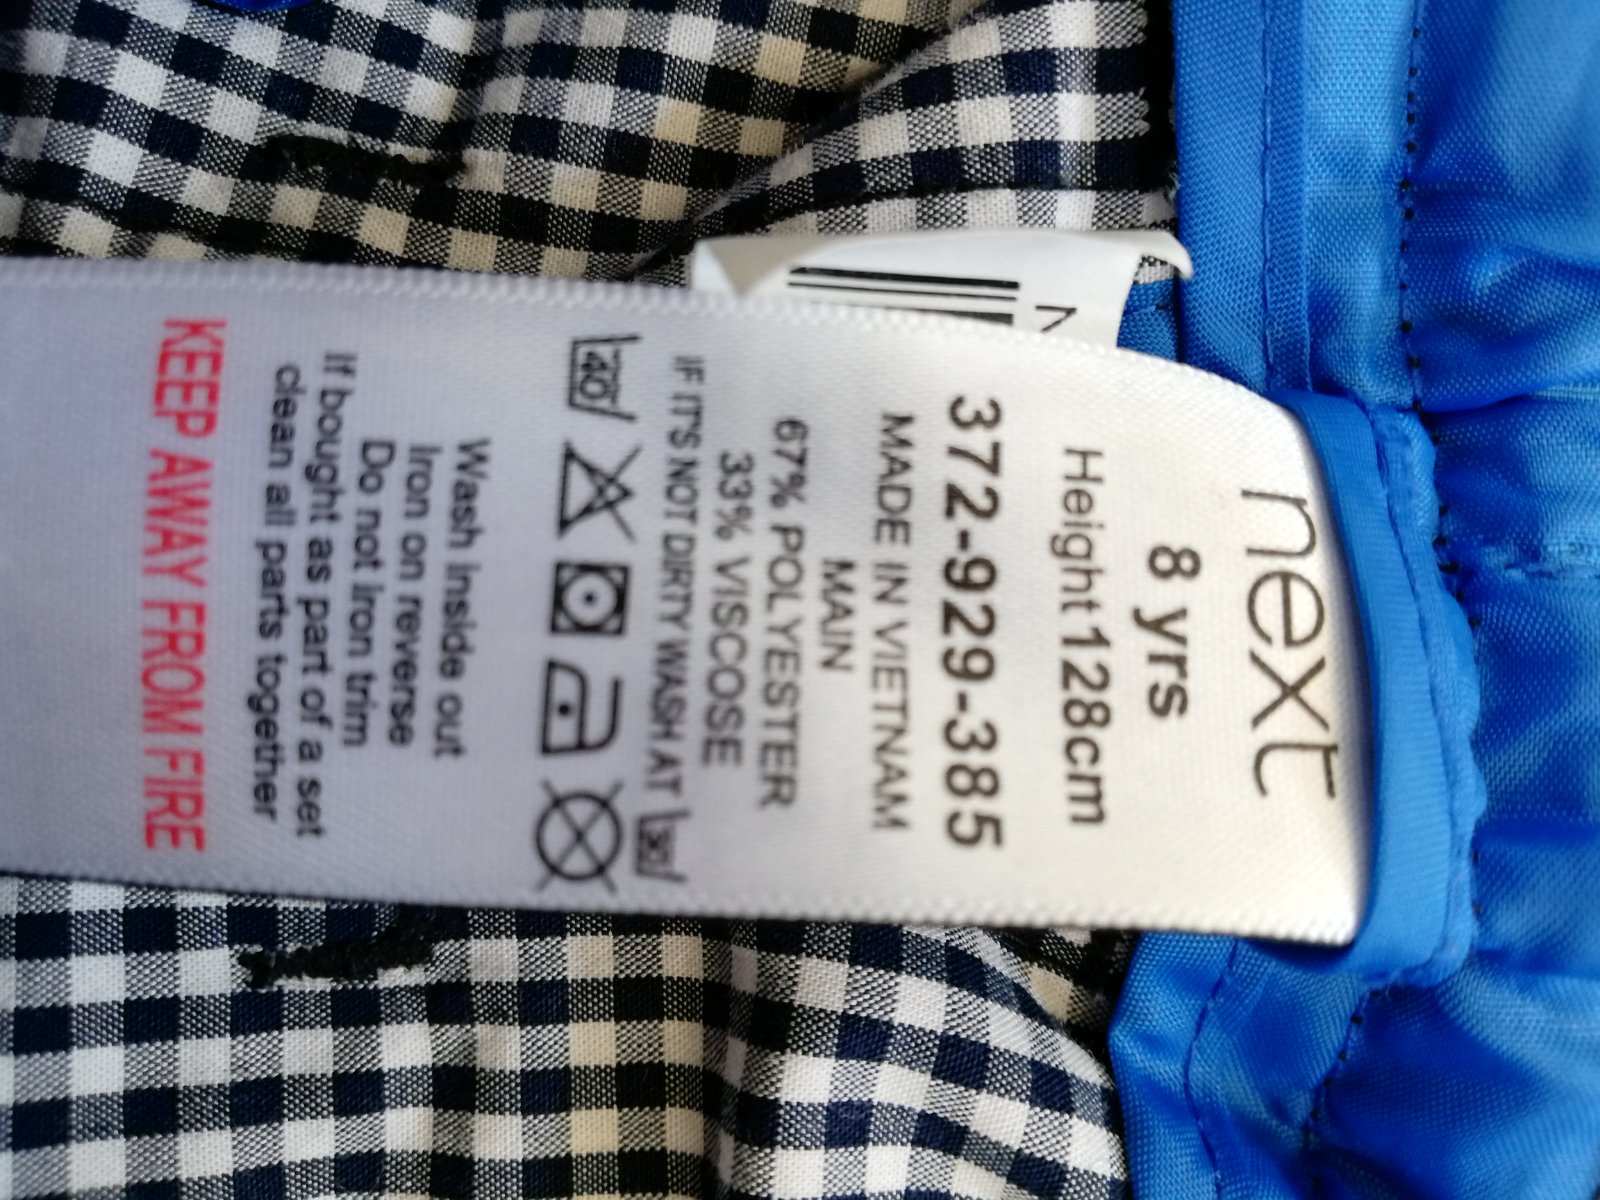 next
8 yrs
Height 128cm
372-929-385
MADE IN VIETNAM
MAIN
67% POLYESTER
33% VISCOSE
IF IT'S NOT DIRTY WASH AT 30
40
Wash Inside out
Iron on reverse
Do not Iron trim
If bought as part of a set
clean all parts together
KEEP AWAY FROM FIRE